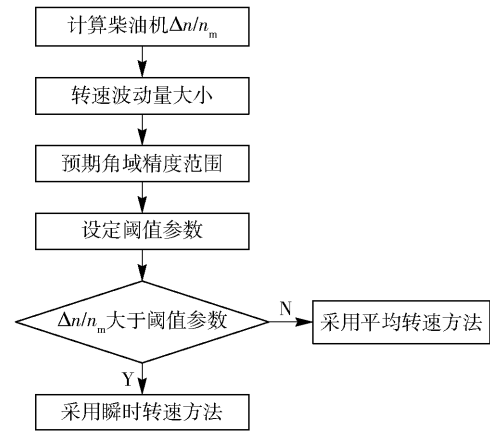 计算柴油机Δn/nm
转速波动量大小
预期角域精度范围
设定阈值参数
Δn/nm大于阈值参数
N
采用平均转速方法
Y
采用瞬时转速方法